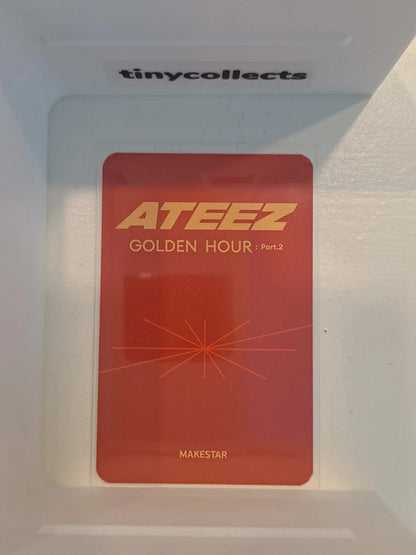 tinycollects
ATEEZ
GOLDEN HOUR : Part.2
MAKESTAR